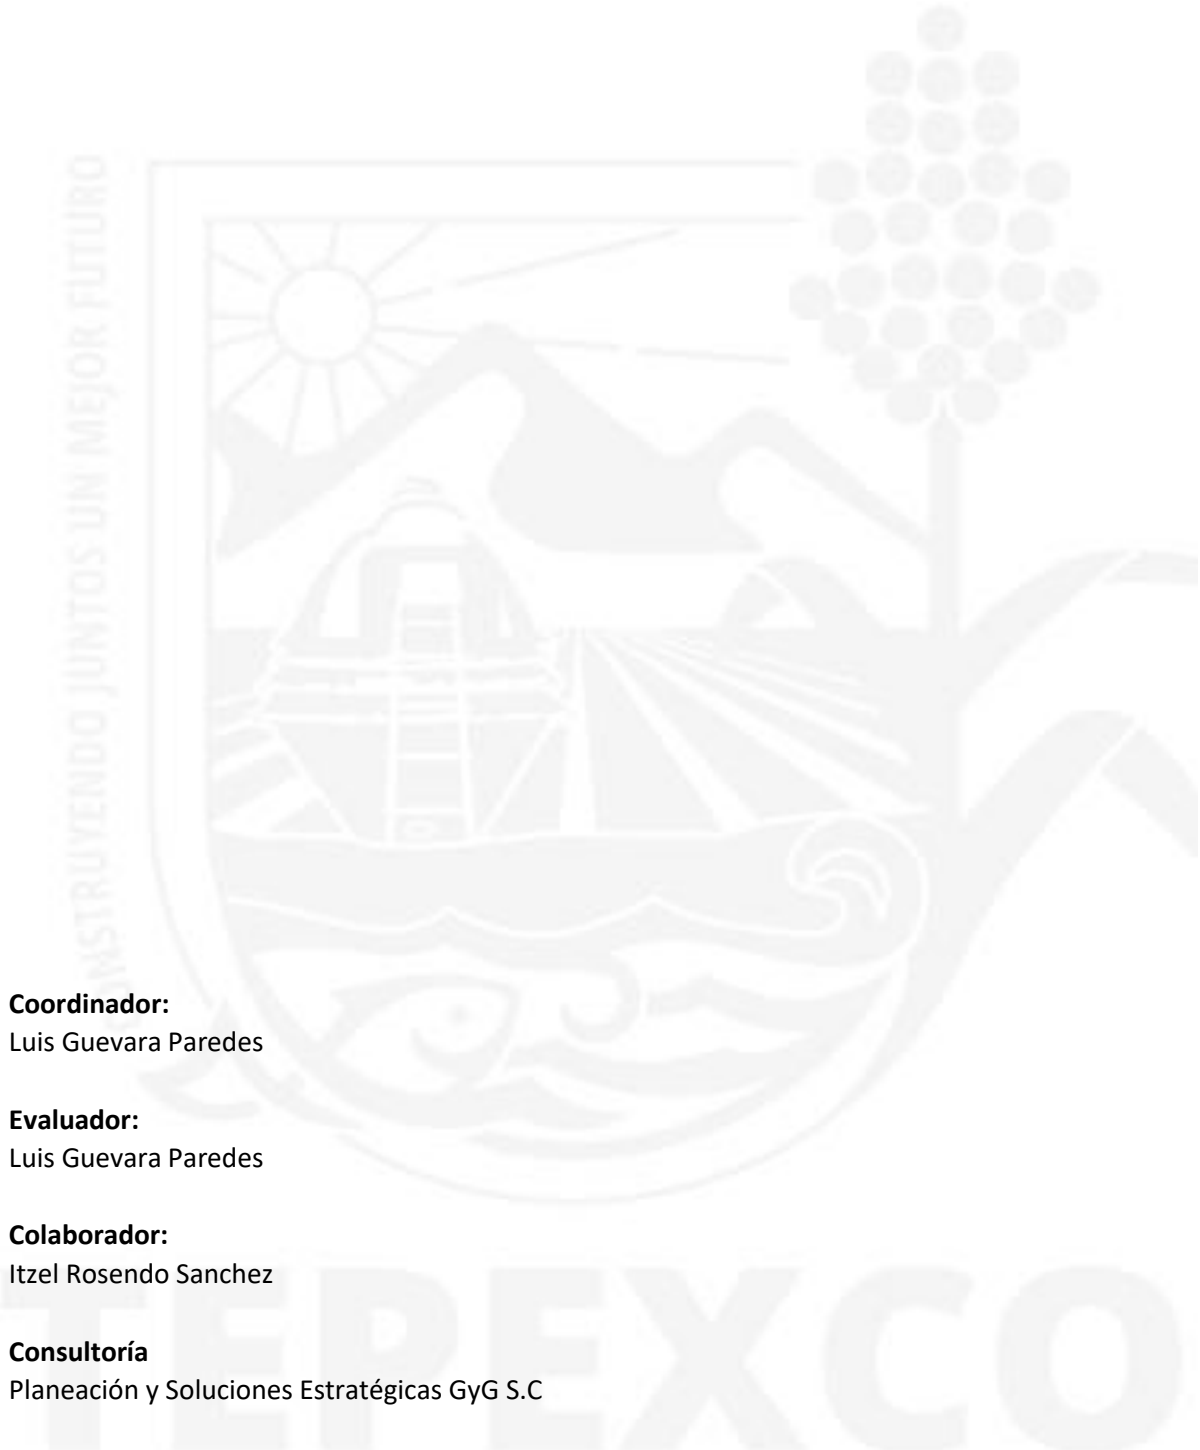 CONSTRUYENDO JUNTOS UN MEJOR FUTURO
Coordinador:
Luis Guevara Paredes
Evaluador:
Luis Guevara Paredes
Colaborador:
Itzel Rosendo Sanchez
Consultoría
Planeación y Soluciones Estratégicas GyG S.C
TEPEXCO